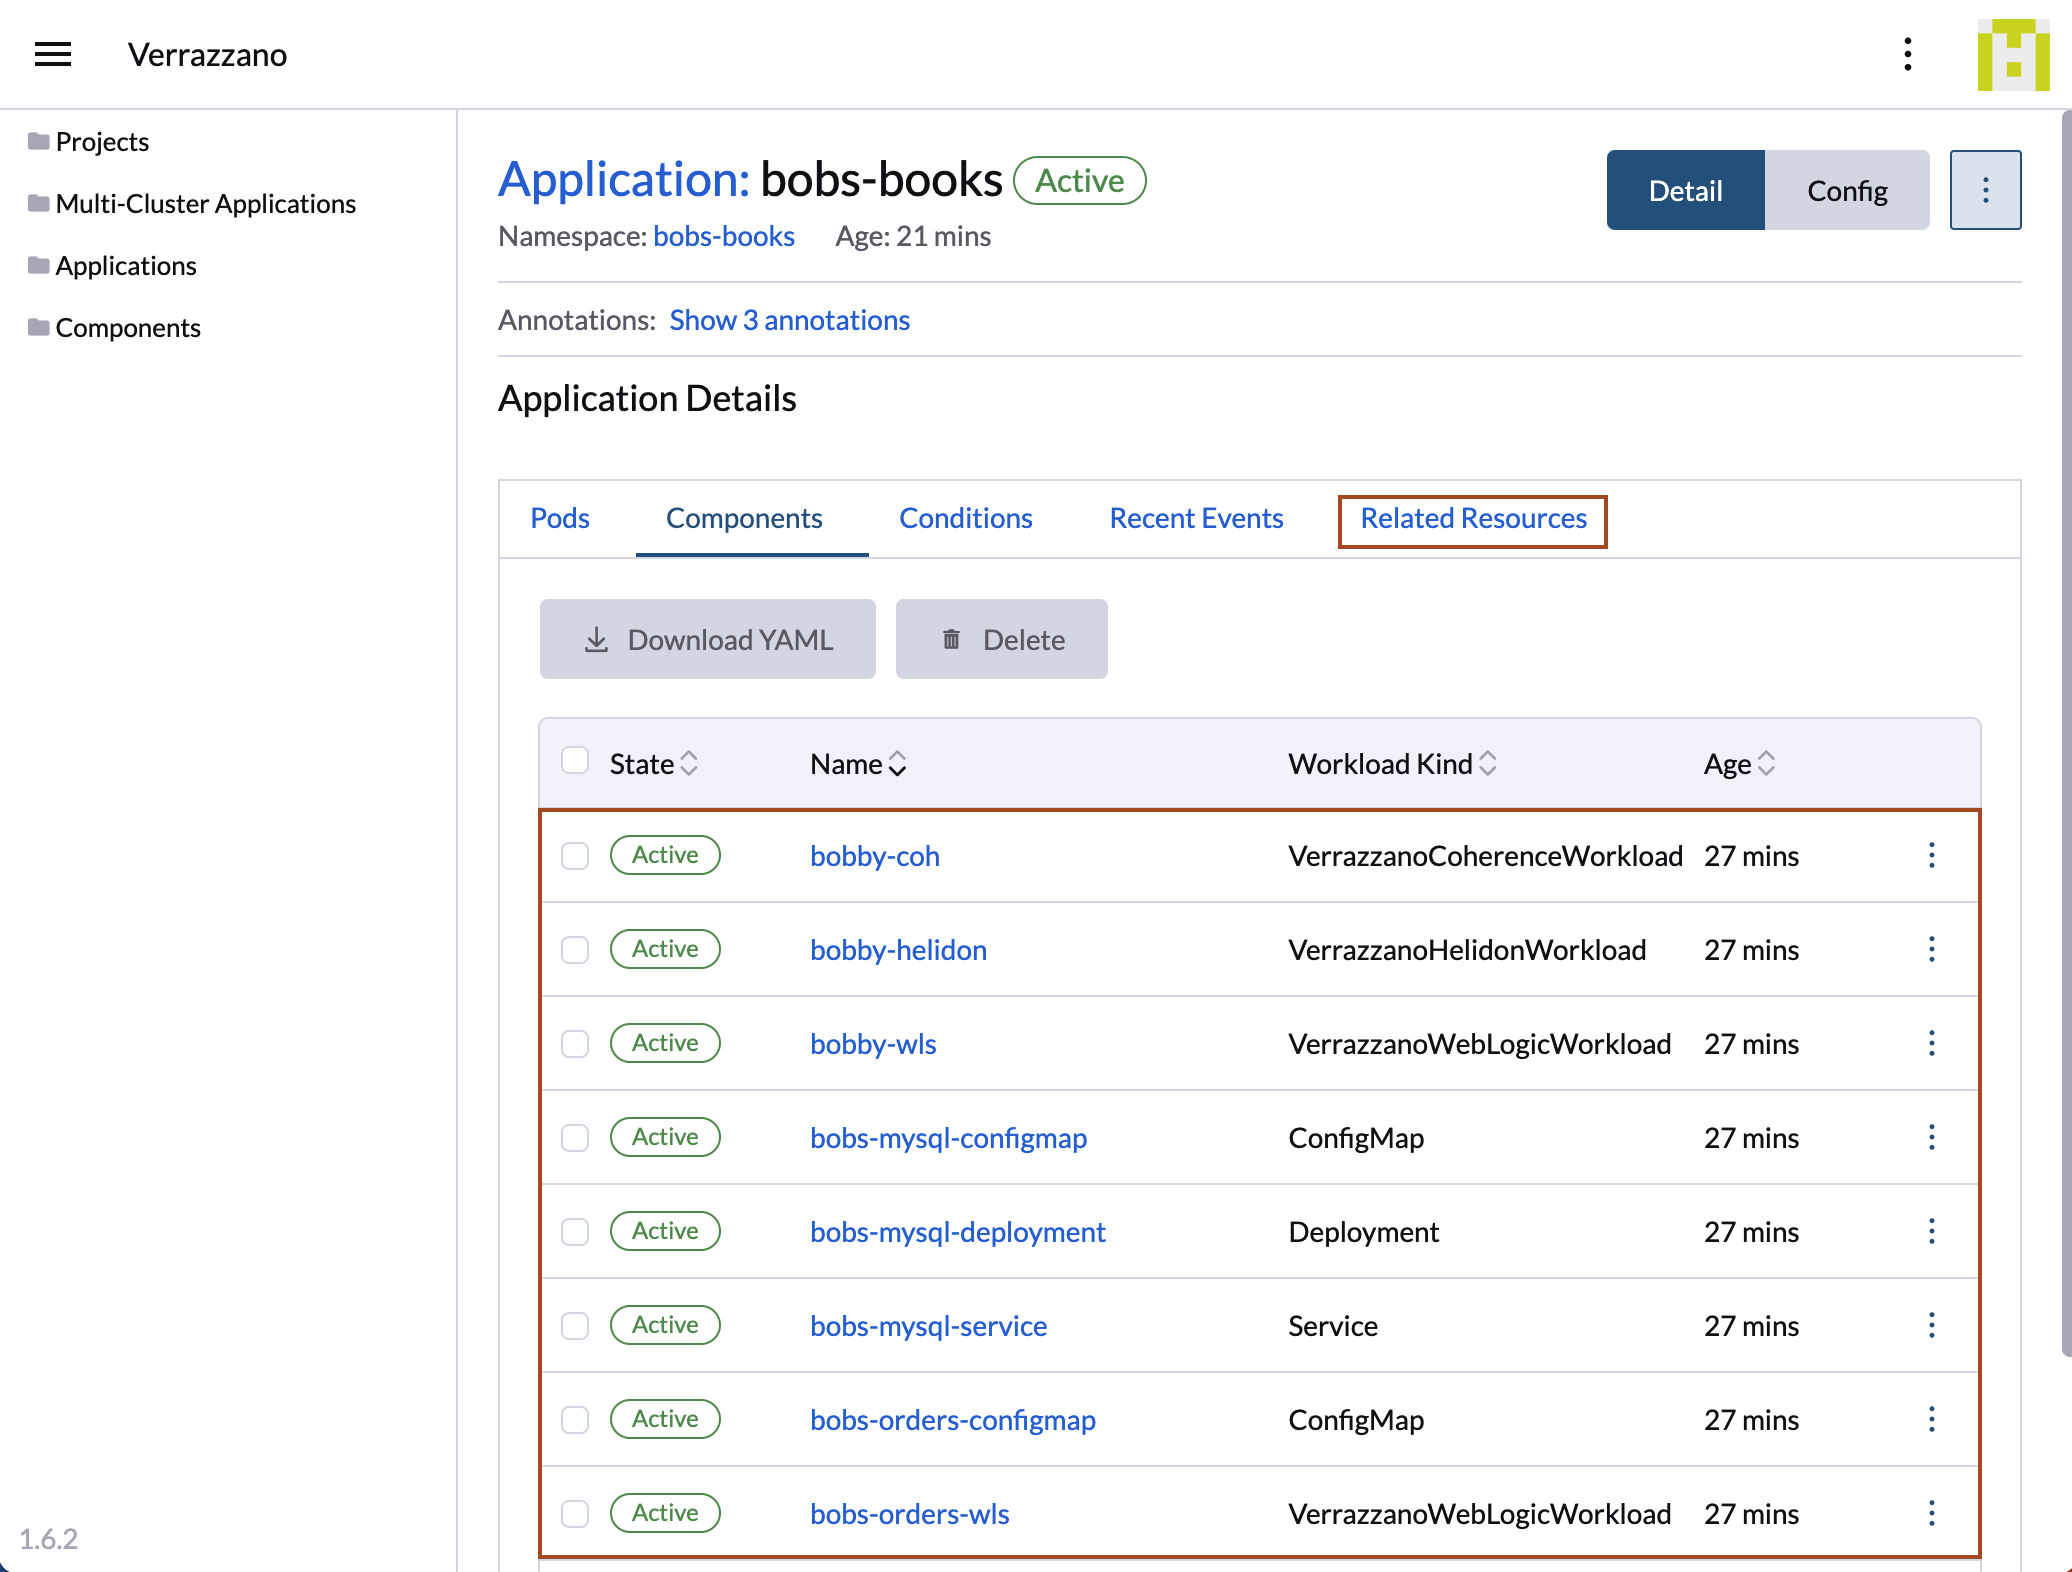 Verrazzano
Projects
Multi-Cluster Applications
Applications
Components
1.6.2
Application: bobs-books Active
Detail Config
Namespace: bobs-books Age: 21 mins
Annotations: Show 3 annotations
Application Details
Pods Components Conditions Recent Events Related Resources
Download YAML Delete
State Name Workload Kind Age
Active bobby-coh VerrazzanoCoherenceWorkload 27 mins
Active bobby-helidon VerrazzanoHelidonWorkload 27 mins
Active bobby-wls VerrazzanoWebLogicWorkload 27 mins
Active bobs-mysql-configmap ConfigMap 27 mins
Active bobs-mysql-deployment Deployment 27 mins
Active bobs-mysql-service Service 27 mins
Active bobs-orders-configmap ConfigMap 27 mins
Active bobs-orders-wls VerrazzanoWebLogicWorkload 27 mins